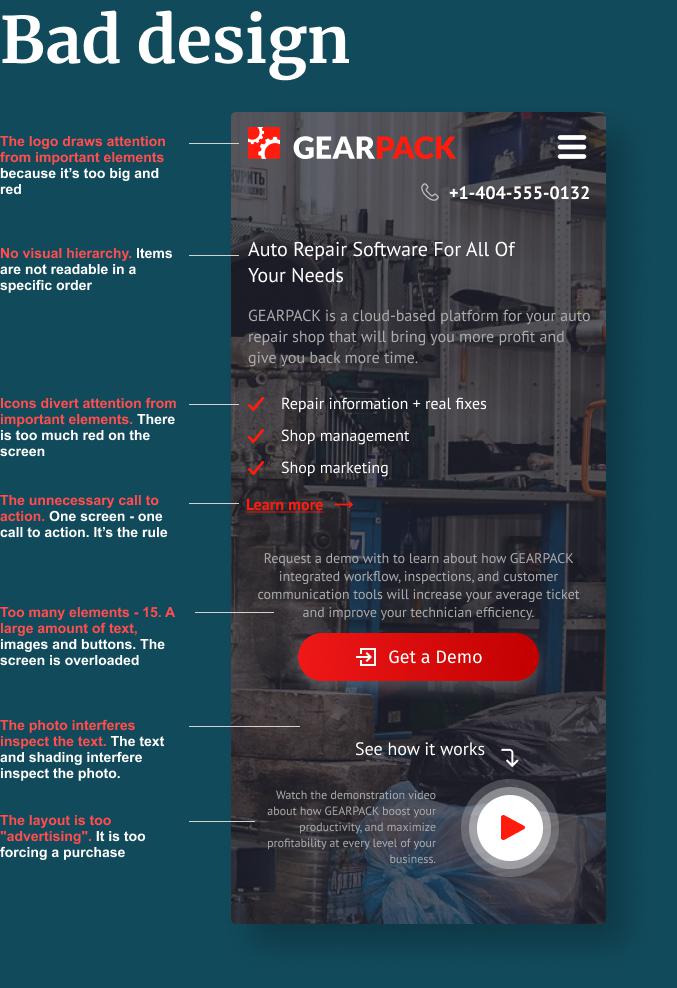 Bad design
The logo draws attention
from important elements
because it's too big and
red
No visual hierarchy. Items
are not readable in a
specific order
Icons divert attention from
important elements. There
is too much red on the
screen
The unnecessary call to
action. One screen - one
call to action. It's the rule
Too many elements - 15. A
large amount of text,
images and buttons. The
screen is overloaded
The photo interferes
inspect the text. The text
and shading interfere
inspect the photo.
The layout is too
"advertising". It is too
forcing a purchase
GEARPACK
+1-404-555-0132
Auto Repair Software For All Of
Your Needs
GEARPACK is a cloud-based platform for your auto
repair shop that will bring you more profit and
give you back more time.
Repair information + real fixes
Shop management
Shop marketing
Learn more
Request a demo with to learn about how GEARPACK
integrated workflow, inspections, and customer
communication tools will increase your average ticket
and improve your technician efficiency.
Get a Demo
See how it works
Watch the demonstration video
about how GEARPACK boost your
productivity, and maximize
profitability at every level of your
business.